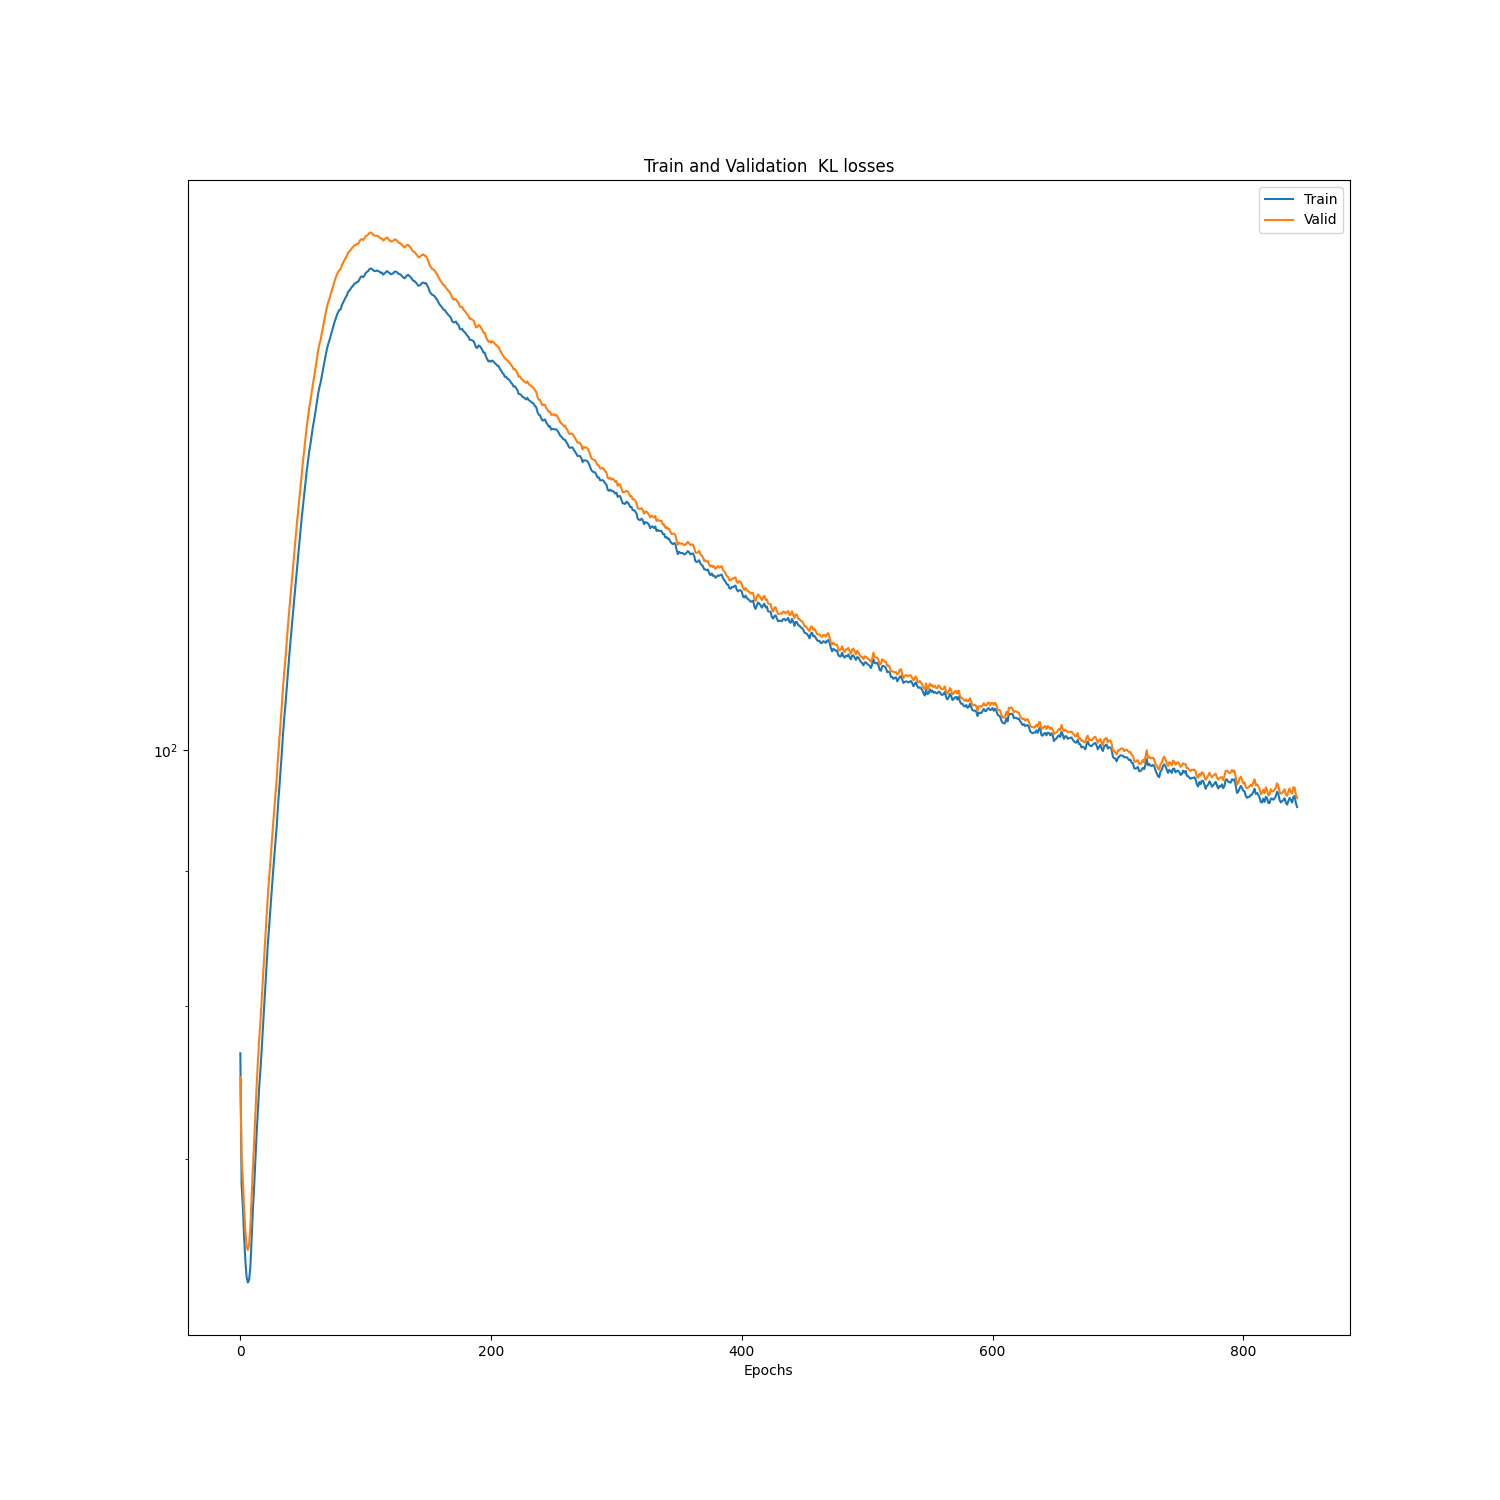 Train and Validation  KL losses
Train
Valid
10²
0 200 400 600 800
Epochs